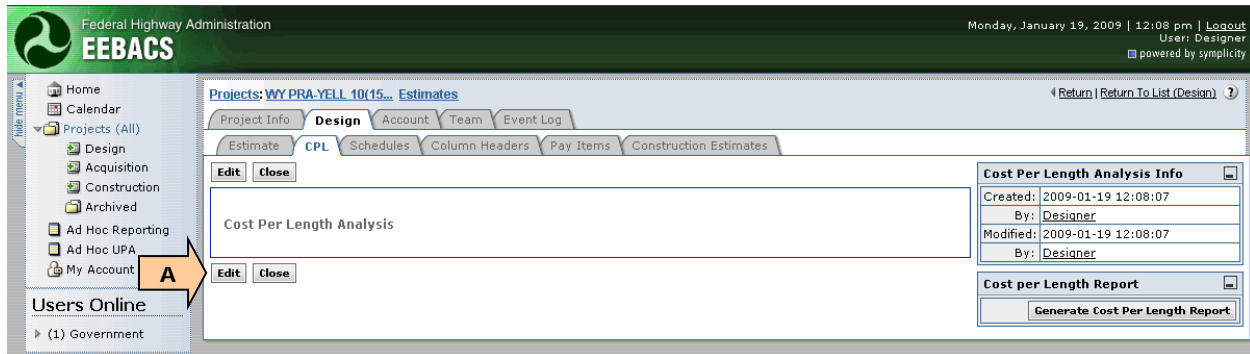 Federal Highway Administration
EEBACS
Monday, January 19, 2009 | 12:08 pm | Logout
User: Designer
powered by symplicity
hide menu
Home
Calendar
Projects (All)
Design
Acquisition
Construction
Archived
Ad Hoc Reporting
Ad Hoc UPA
My Account
A
Users Online
(1) Government
Projects: WY PRA-YELL 10(15... Estimates
Return | Return To List (Design) ?
Project Info Design Account Team Event Log
Estimate CPL Schedules Column Headers Pay Items Construction Estimates
Edit Close
Cost Per Length Analysis
Edit Close
Cost Per Length Analysis Info
Created: 2009-01-19 12:08:07
By: Designer
Modified: 2009-01-19 12:08:07
By: Designer
Cost per Length Report
Generate Cost Per Length Report